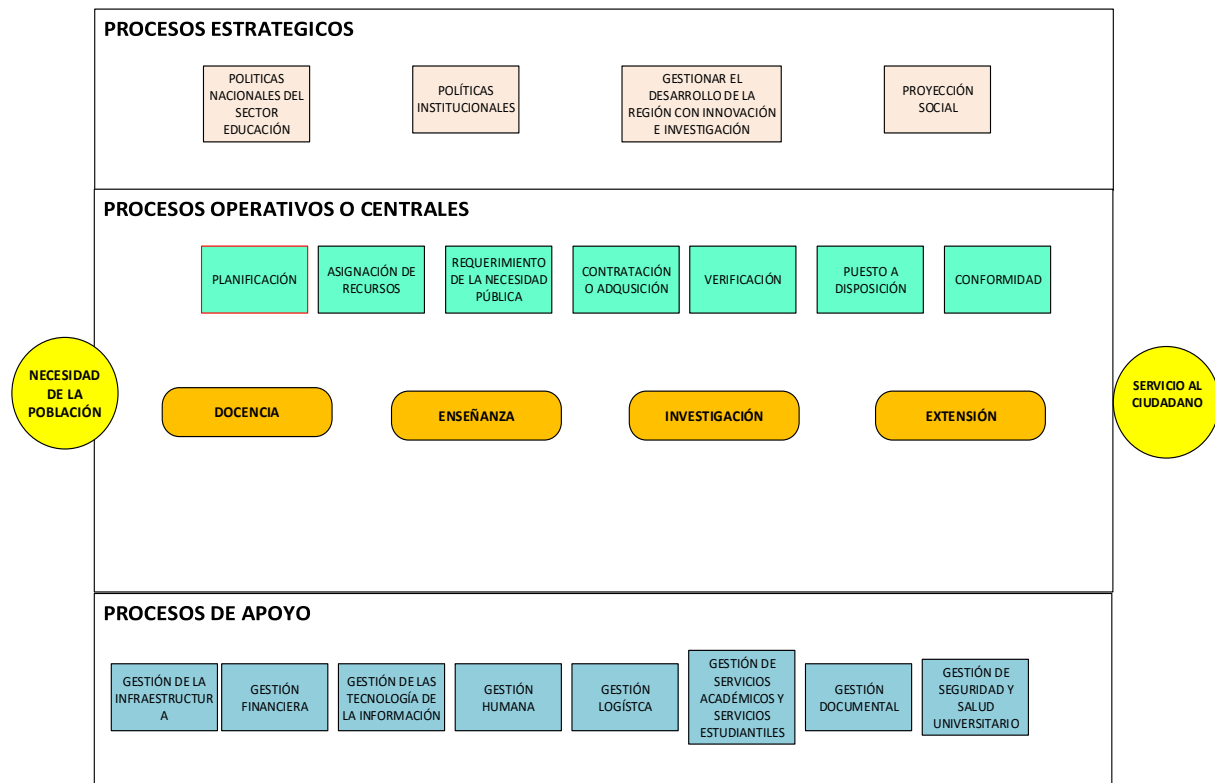 PROCESOS ESTRATEGICOS
POLITICAS
NACIONALES DEL
SECTOR
EDUCACIÓN
POLÍTICAS
INSTITUCIONALES
GESTIONAR EL
DESARROLLO DE LA
REGIÓN CON INNOVACIÓN
E INVESTIGACIÓN
PROYECCIÓN
SOCIAL
PROCESOS OPERATIVOS O CENTRALES
PLANIFICACIÓN
ASIGNACIÓN DE
RECURSOS
REQUERIMIENTO
DE LA NECESIDAD
PÚBLICA
CONTRATACIÓN
O ADQUSICIÓN
VERIFICACIÓN
PUESTO A
DISPOSICIÓN
CONFORMIDAD
NECESIDAD
DE LA
POBLACIÓN
DOCENCIA
ENSEÑANZA
INVESTIGACIÓN
EXTENSIÓN
SERVICIO AL
CIUDADANO
PROCESOS DE APOYO
GESTIÓN DE LA
INFRAESTRUCTUR
A
GESTIÓN
FINANCIERA
GESTIÓN DE LAS
TECNOLOGÍA DE
LA INFORMACIÓN
GESTIÓN
HUMANA
GESTIÓN
LOGÍSTCA
GESTIÓN DE
SERVICIOS
ACADÉMICOS Y
SERVICIOS
ESTUDIANTILES
GESTIÓN
DOCUMENTAL
GESTIÓN DE
SEGURIDAD Y
SALUD
UNIVERSITARIO